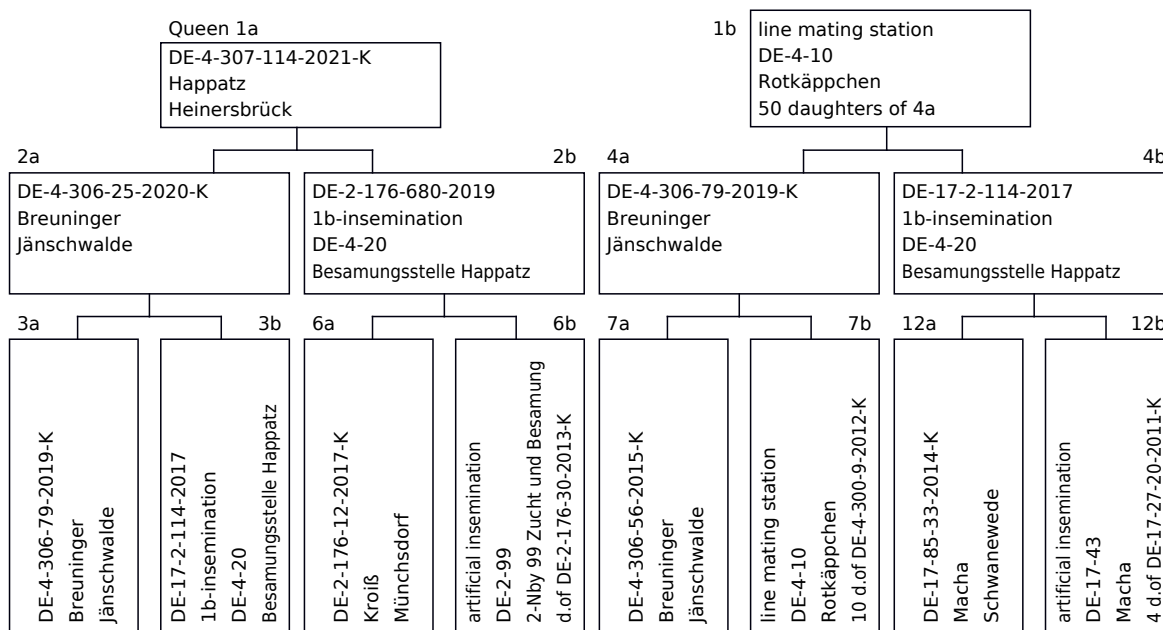 Queen 1a
DE-4-307-114-2021-K
Happatz
Heinersbrück
1b
line mating station
DE-4-10
Rotkäppchen
50 daughters of 4a
2a
DE-4-306-25-2020-K
Breuninger
Jänschwalde
2b
DE-2-176-680-2019
1b-insemination
DE-4-20
Besamungsstelle Happatz
4a
DE-4-306-79-2019-K
Breuninger
Jänschwalde
4b
DE-17-2-114-2017
1b-insemination
DE-4-20
Besamungsstelle Happatz
3a
DE-4-306-79-2019-K
Breuninger
Jänschwalde
3b
DE-17-2-114-2017
1b-insemination
DE-4-20
Besamungsstelle Happatz
6a
DE-2-176-12-2017-K
Kroiß
Münchsdorf
6b
artificial insemination
DE-2-99
2-Nby 99 Zucht und Besamung
d.of DE-2-176-30-2013-K
7a
DE-4-306-56-2015-K
Breuninger
Jänschwalde
7b
line mating station
DE-4-10
Rotkäppchen
10 d.of DE-4-300-9-2012-K
12a
DE-17-85-33-2014-K
Macha
Schwanewede
12b
artificial insemination
DE-17-43
Macha
4 d.of DE-17-27-20-2011-K